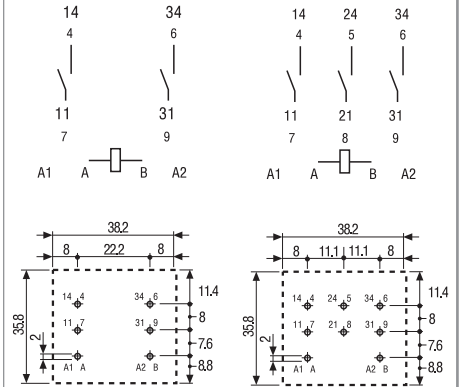 14 34
4 6
11 31
7 9
A1 A B A2
14 24 34
4 5 6
11 21 31
7 8 9
A1 A B A2
38.2
8 22.2 8
14 4 34 6
11 7 31 9
A1 A A2 B
35.8
2
11.4
8
7.6
8.8
38.2
8 11.1 11.1 8
14 4 24 5 34 6
11 7 21 8 31 9
A1 A A2 B
35.8
2
11.4
8
7.6
8.8